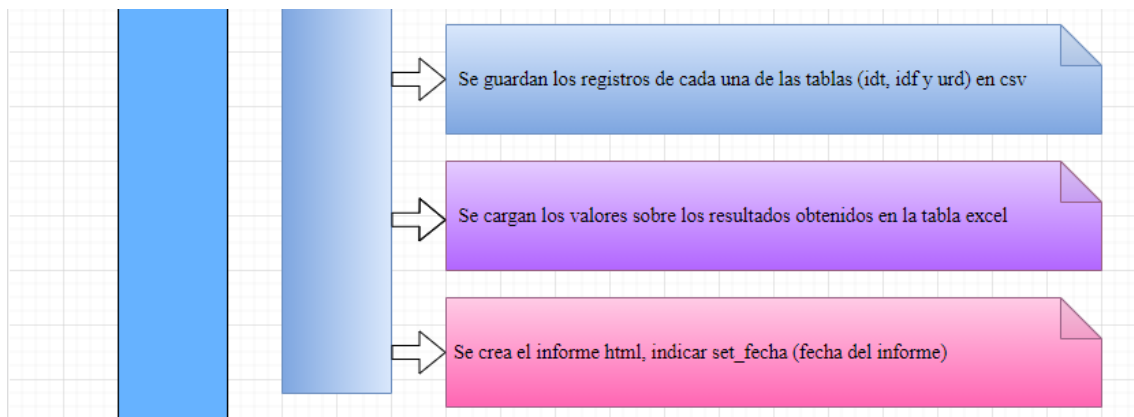 Se guardan los registros de cada una de las tablas (idt, idf y urd) en csv
Se cargan los valores sobre los resultados obtenidos en la tabla excel
Se crea el informe html, indicar set_fecha (fecha del informe)